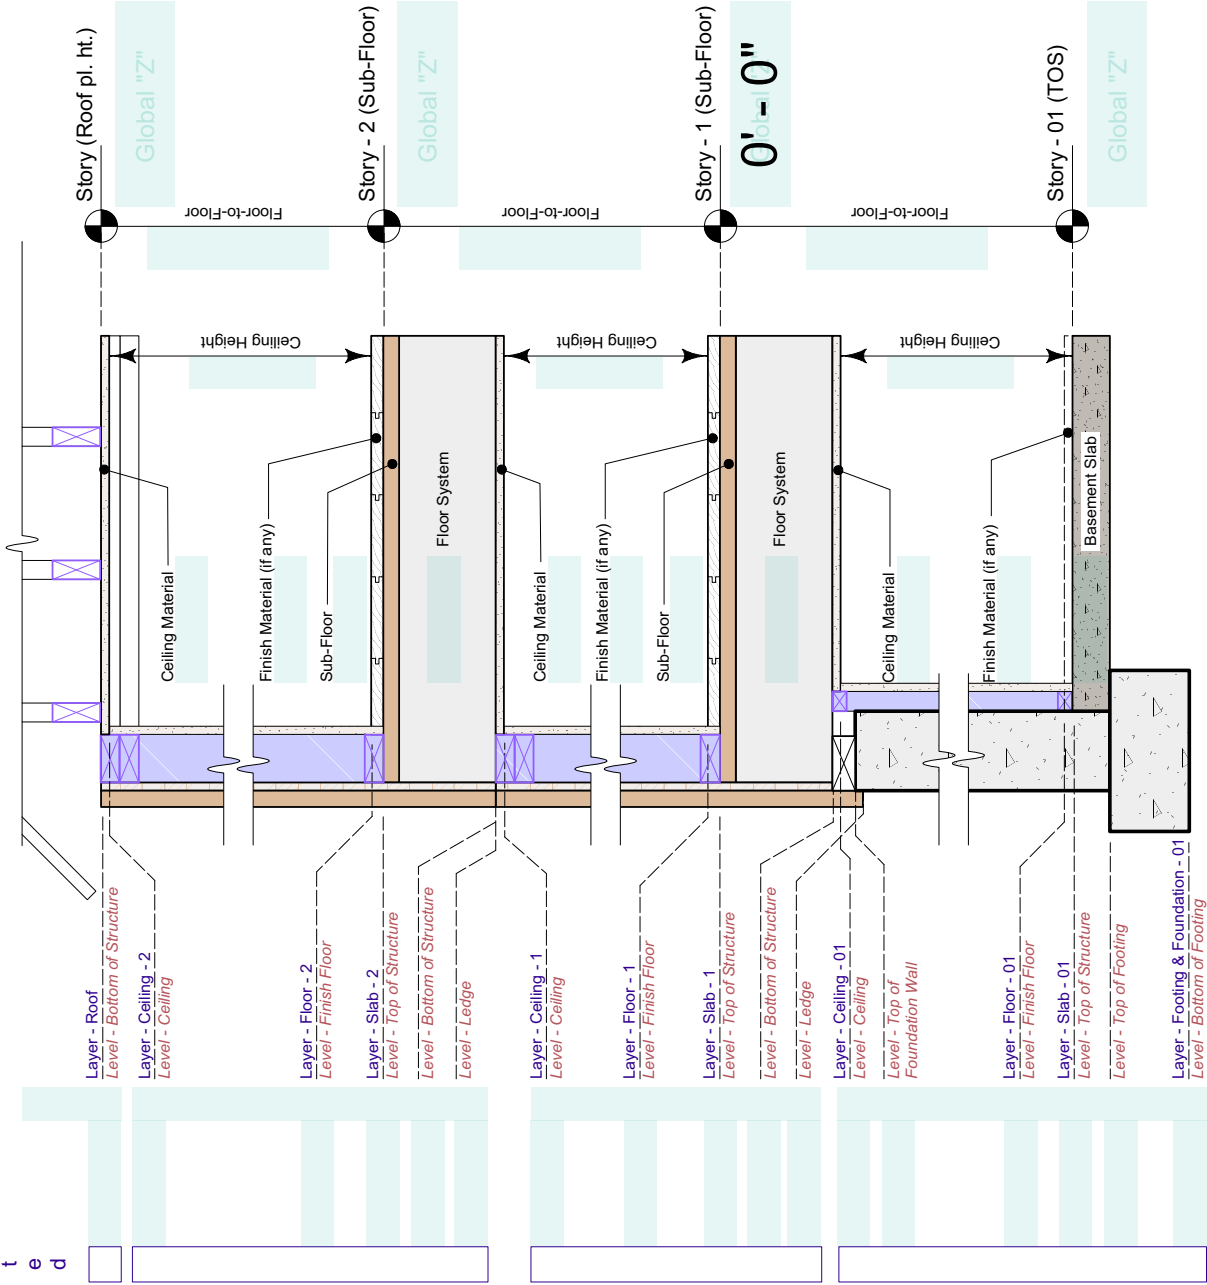 Story (Roof pl. ht.)
Global "Z"
Story - 2 (Sub-Floor)
Global "Z"
Story - 1 (Sub-Floor)
Global "Z"
0' - 0"
Story - 01 (TOS)
Global "Z"
Floor-to-Floor
Floor-to-Floor
Floor-to-Floor
Ceiling Height
Ceiling Height
Ceiling Height
Ceiling Material
Finish Material (if any)
Sub-Floor
Floor System
Ceiling Material
Finish Material (if any)
Sub-Floor
Floor System
Ceiling Material
Finish Material (if any)
Basement Slab
Layer - Roof
Level - Bottom of Structure
Layer - Ceiling - 2
Level - Ceiling
Layer - Floor - 2
Level - Finish Floor
Layer - Slab - 2
Level - Top of Structure
Level - Bottom of Structure
Level - Ledge
Layer - Ceiling - 1
Level - Ceiling
Layer - Floor - 1
Level - Finish Floor
Layer - Slab - 1
Level - Top of Structure
Level - Bottom of Structure
Level - Ledge
Layer - Ceiling - 01
Level - Ceiling
Level - Top of
Foundation Wall
Layer - Floor - 01
Level - Finish Floor
Layer - Slab - 01
Level - Top of Structure
Level - Top of Footing
Layer - Footing & Foundation - 01
Level - Bottom of Footing
t
e
d